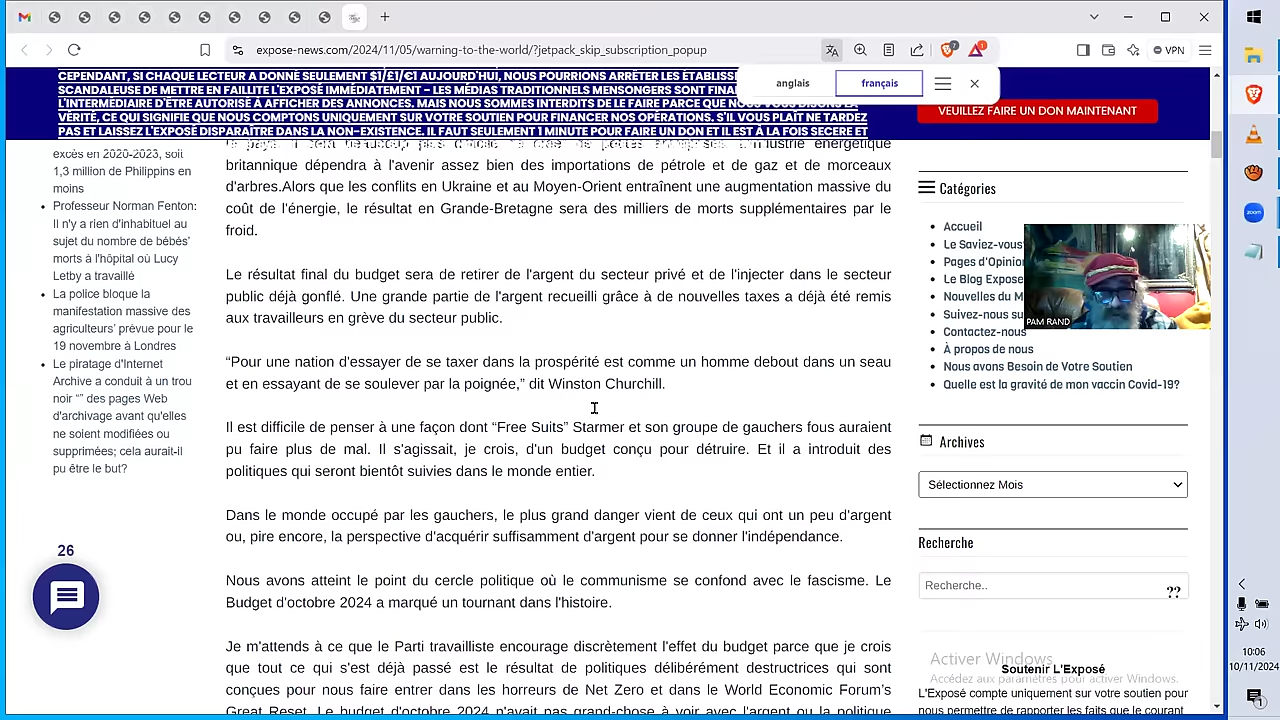 expose-news.com/2024/11/05/warning-to-the-world/?jetpack_skip_subscription_popup
7
1
VPN
anglais
français
CEPENDANT, SI CHAQUE LECTEUR A DONNÉ SEULEMENT $1/£1/€1 AUJOURD'HUI, NOUS POURRIONS ARRÊTER LES
SCANDALEUSE DE METTRE EN FAILLITE L'EXPOSÉ IMMÉDIATEMENT – LES MÉDIAS TRADITIONNELS MENSONGERS SONT
L'INTERMÉDIAIRE D'ÊTRE AUTORISÉ À AFFICHER DES ANNONCES. MAIS NOUS SOMMES INTERDITS DE LE FAIRE PARCE QUE NOUS DISONS LA
VÉRITÉ, CE QUI SIGNIFIE QUE NOUS COMPTONS UNIQUEMENT SUR VOTRE SOUTIEN POUR FINANCER NOS OPÉRATIONS. S'IL VOUS PLAÎT NE TARDEZ
PAS ET LAISSEZ L'EXPOSÉ DISPARAÎTRE DANS LA NON-EXISTENCE. IL FAUT SEULEMENT 1 MINUTE POUR FAIRE UN DON ET IL EST À LA FOIS SECRÈTE ET
VEUILLEZ FAIRE UN DON MAINTENANT
excès en 2020-2023, soit
1,3 million de Philippins en
moins
Professeur Norman Fenton:
Il n'y a rien d'inhabituel au
sujet du nombre de bébés’
morts à l'hôpital où Lucy
Letby a travaillé
La police bloque la
manifestation massive des
agriculteurs’ prévue pour le
19 novembre à Londres
Le piratage d'Internet
Archive a conduit à un trou
noir “” des pages Web
d'archivage avant qu'elles
ne soient modifiées ou
supprimées; cela aurait-il
pu être le but?
26
énergétique
britannique dépendra à l'avenir assez bien des importations de pétrole et de gaz et de morceaux
d'arbres.Alors que les conflits en Ukraine et au Moyen-Orient entraînent une augmentation massive du
coût de l'énergie, le résultat en Grande-Bretagne sera des milliers de morts supplémentaires par le
froid.
Le résultat final du budget sera de retirer de l'argent du secteur privé et de l'injecter dans le secteur
public déjà gonflé. Une grande partie de l'argent recueilli grâce à de nouvelles taxes a déjà été remis
aux travailleurs en grève du secteur public.
“Pour une nation d'essayer de se taxer dans la prospérité est comme un homme debout dans un seau
et en essayant de se soulever par la poignée,” dit Winston Churchill.
Il est difficile de penser à une façon dont “Free Suits” Starmer et son groupe de gauchers fous auraient
pu faire plus de mal. Il s'agissait, je crois, d'un budget conçu pour détruire. Et il a introduit des
politiques qui seront bientôt suivies dans le monde entier.
Dans le monde occupé par les gauchers, le plus grand danger vient de ceux qui ont un peu d'argent
ou, pire encore, la perspective d'acquérir suffisamment d'argent pour se donner l'indépendance.
Nous avons atteint le point du cercle politique où le communisme se confond avec le fascisme. Le
Budget d'octobre 2024 a marqué un tournant dans l'histoire.
Je m'attends à ce que le Parti travailliste encourage discrètement l'effet du budget parce que je crois
que tout ce qui s'est déjà passé est le résultat de politiques délibérément destructrices qui sont
conçues pour nous faire entrer dans les horreurs de Net Zero et dans le World Economic Forum’s
Great Reset. Le budget d'octobre 2024 n'avait pas grand-chose à voir avec l'argent ou la politique
Catégories
Accueil
Le Saviez-vous
Pages d'Opinion
Le Blog Expose
Nouvelles du M
Suivez-nous su
Contactez-nous
À propos de nous
Nous avons Besoin de Votre Soutien
Quelle est la gravité de mon vaccin Covid-19?
PAM RAND
Archives
Sélectionnez Mois
Recherche
Recherche..
??
Activer Windows
Accédez aux paramètres pour activer Windows.
Soutenir L'Exposé
L'Exposé compte uniquement sur votre soutien pour
nous permettre de rapporter les faits que le courant
zoom
10:06
10/11/2024
1